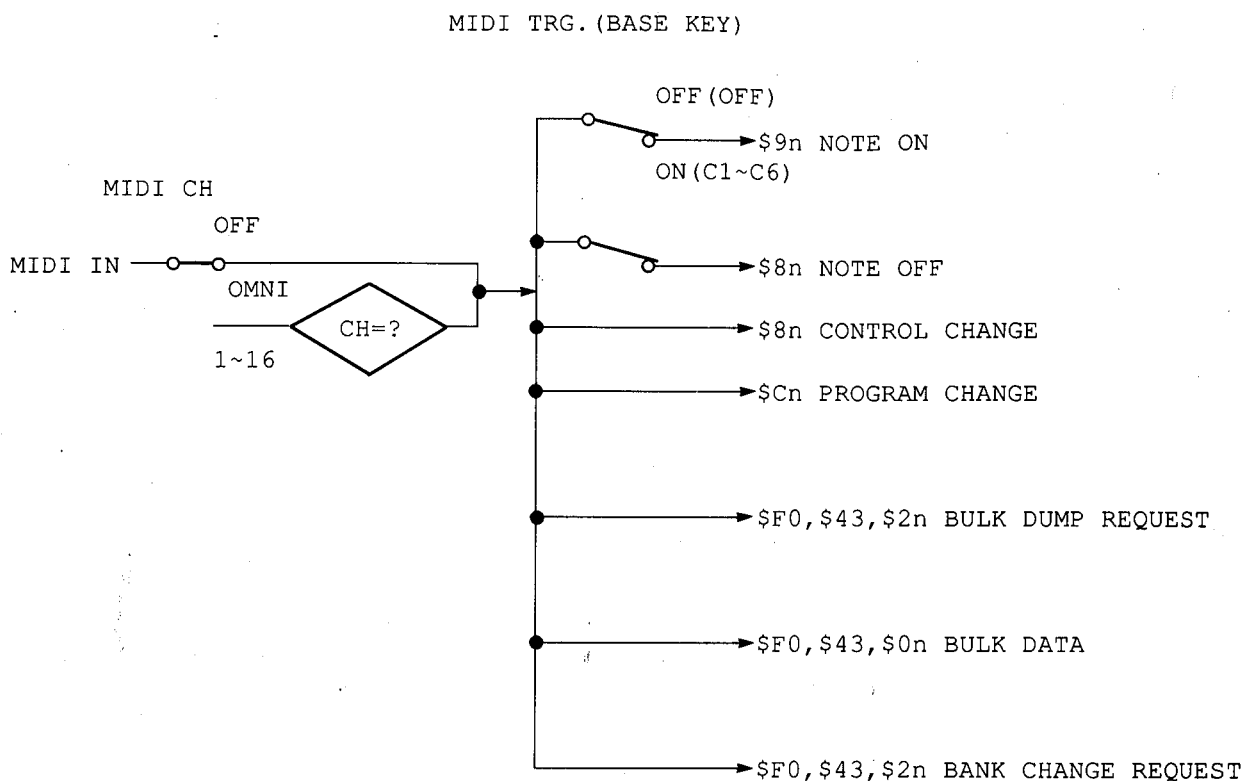 MIDI TRG.(BASE KEY)
OFF(OFF)
$9n NOTE ON
ON(C1~C6)
MIDI CH
OFF
MIDI IN
$8n NOTE OFF
OMNI
CH=?
1~16
$8n CONTROL CHANGE
$Cn PROGRAM CHANGE
$F0,$43,$2n BULK DUMP REQUEST
$F0,$43,$0n BULK DATA
$F0,$43,$2n BANK CHANGE REQUEST